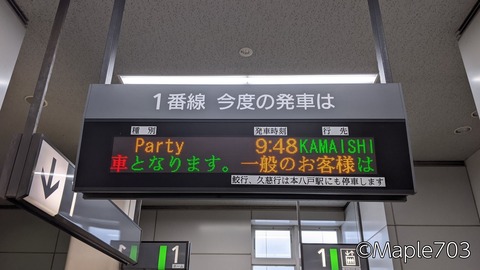 1番線 今度の発車は
種別 発車時刻 行先
Party 9:48 KAMAISHI
車となります。一般のお客様は
鮫行、久慈行は本八戸駅にも停車します
1
1
©Maple703